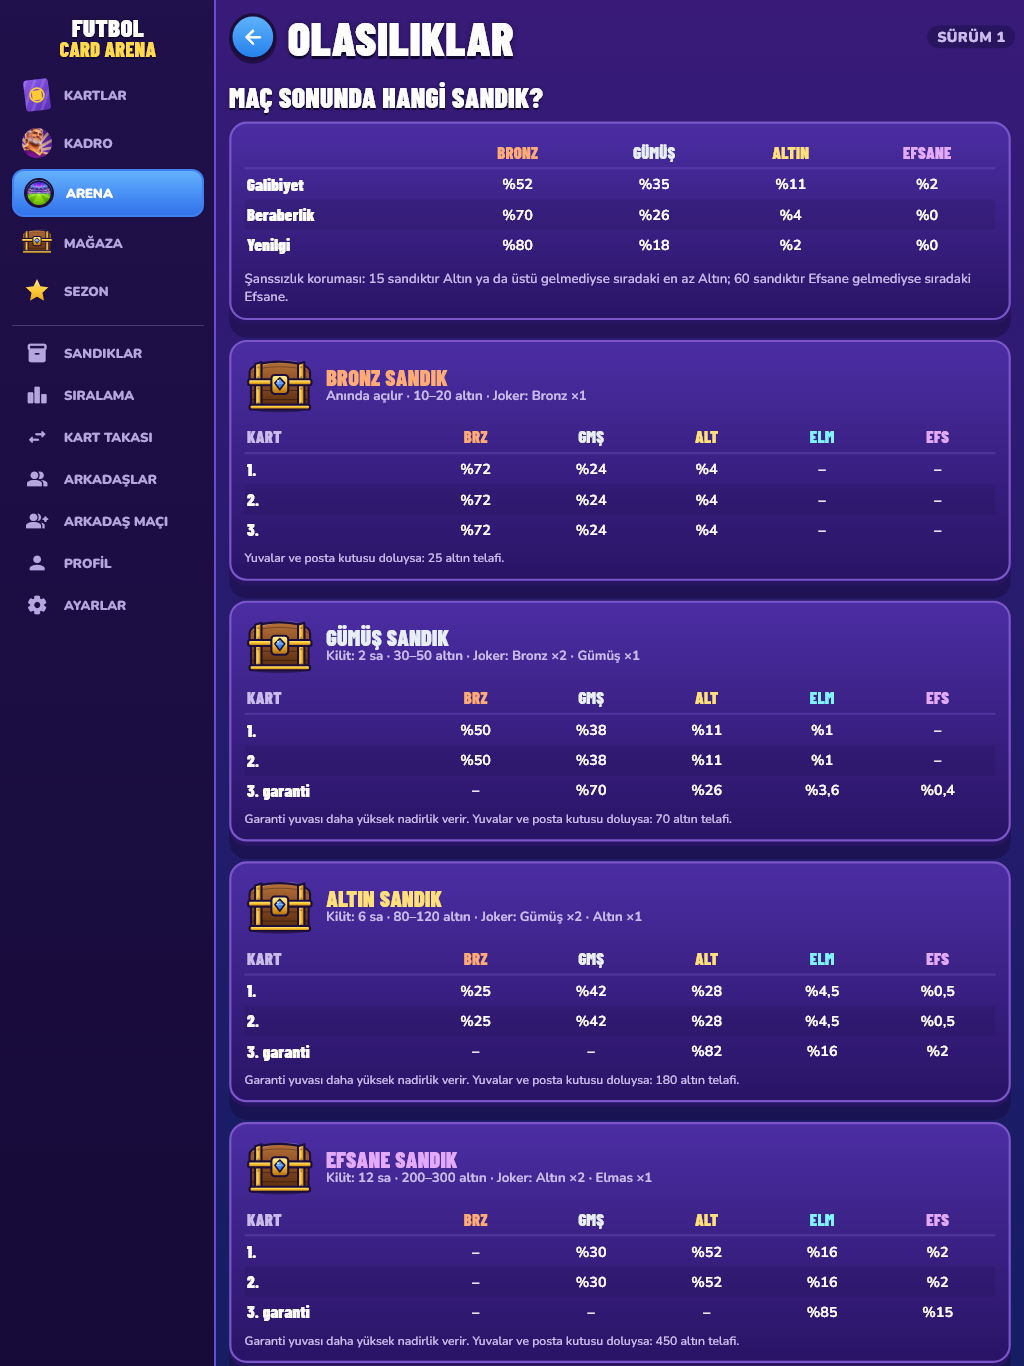 FUTBOL
CARD ARENA
KARTLAR
KADRO
ARENA
MAĞAZA
SEZON
SANDIKLAR
SIRALAMA
KART TAKASI
ARKADAŞLAR
ARKADAŞ MAÇI
PROFİL
AYARLAR
OLASILIKLAR
SÜRÜM 1
MAÇ SONUNDA HANGİ SANDIK?
BRONZ GÜMÜŞ ALTIN EFSANE
Galibiyet %52 %35 %11 %2
Beraberlik %70 %26 %4 %0
Yenilgi %80 %18 %2 %0
Şanssızlık koruması: 15 sandıktır Altın ya da üstü gelmediyse sıradaki en az Altın; 60 sandıktır Efsane gelmediyse sıradaki
Efsane.
BRONZ SANDIK
Anında açılır · 10–20 altın · Joker: Bronz ×1
KART BRZ GMŞ ALT ELM EFS
1. %72 %24 %4 – –
2. %72 %24 %4 – –
3. %72 %24 %4 – –
Yuvalar ve posta kutusu doluysa: 25 altın telafi.
GÜMÜŞ SANDIK
Kilit: 2 sa · 30–50 altın · Joker: Bronz ×2 · Gümüş ×1
KART BRZ GMŞ ALT ELM EFS
1. %50 %38 %11 %1 –
2. %50 %38 %11 %1 –
3. garanti – %70 %26 %3,6 %0,4
Garanti yuvası daha yüksek nadirlik verir. Yuvalar ve posta kutusu doluysa: 70 altın telafi.
ALTIN SANDIK
Kilit: 6 sa · 80–120 altın · Joker: Gümüş ×2 · Altın ×1
KART BRZ GMŞ ALT ELM EFS
1. %25 %42 %28 %4,5 %0,5
2. %25 %42 %28 %4,5 %0,5
3. garanti – – %82 %16 %2
Garanti yuvası daha yüksek nadirlik verir. Yuvalar ve posta kutusu doluysa: 180 altın telafi.
EFSANE SANDIK
Kilit: 12 sa · 200–300 altın · Joker: Altın ×2 · Elmas ×1
KART BRZ GMŞ ALT ELM EFS
1. – %30 %52 %16 %2
2. – %30 %52 %16 %2
3. garanti – – – %85 %15
Garanti yuvası daha yüksek nadirlik verir. Yuvalar ve posta kutusu doluysa: 450 altın telafi.